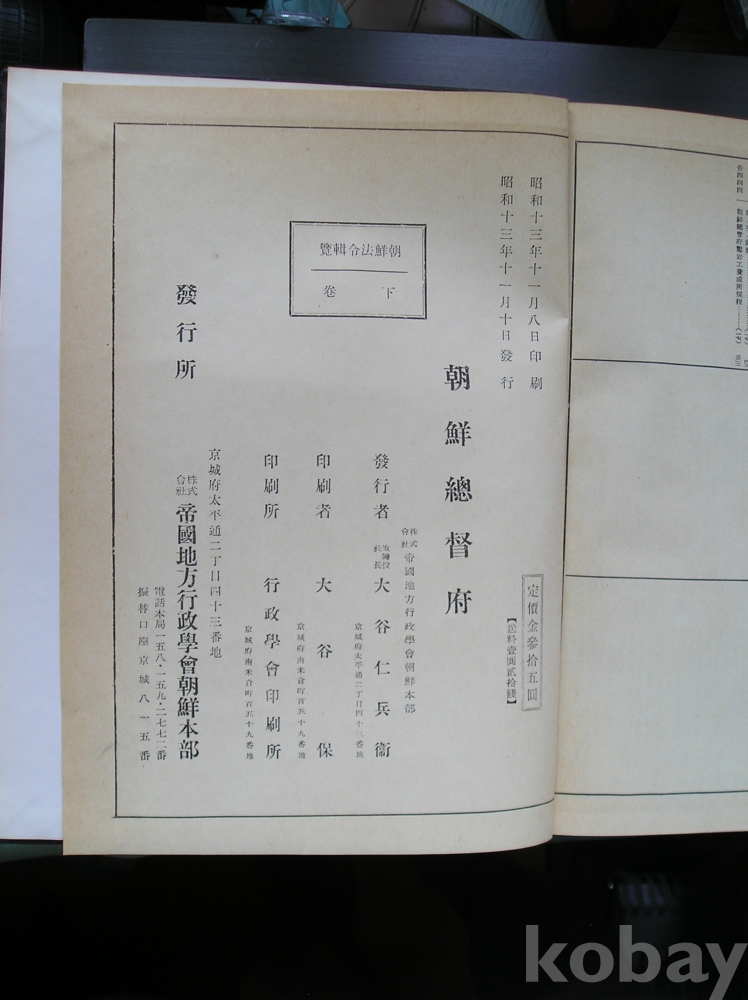 昭和十三年十一月八日印刷
昭和十三年十一月十日發行
定價金參拾五圓
【送料壹圓貳拾錢】
朝鮮總督府
朝鮮法令輯覽
下卷
株式會社 帝國地方行政學會朝鮮本部
發行者 取締役社長 大谷仁兵衞
京城府太平通二丁目四十三番地
印刷者 大谷保
京城府南米倉町百五十九番地
印刷所 行政學會印刷所
京城府南米倉町百五十九番地
發行所
京城府太平通二丁目四十三番地
株式會社 帝國地方行政學會朝鮮本部
電話本局一五八・一五九・二七七二番
振替口座京城八一五番
kobay